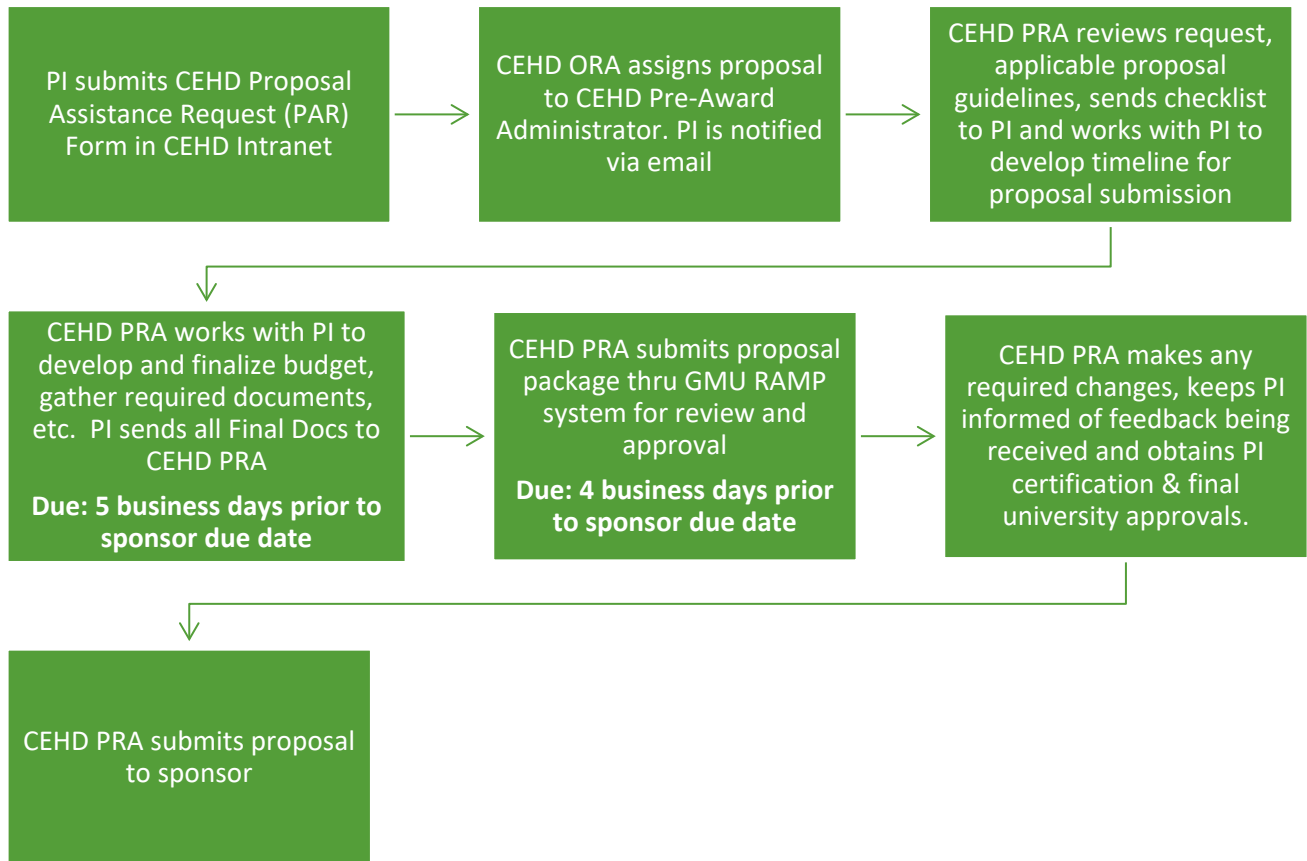 PI submits CEHD Proposal
Assistance Request (PAR)
Form in CEHD Intranet
CEHD ORA assigns proposal
to CEHD Pre-Award
Administrator. PI is notified
via email
CEHD PRA reviews request,
applicable proposal
guidelines, sends checklist
to PI and works with PI to
develop timeline for
proposal submission
CEHD PRA works with PI to
develop and finalize budget,
gather required documents,
etc.  PI sends all Final Docs to
CEHD PRA
Due: 5 business days prior to
sponsor due date
CEHD PRA submits proposal
package thru GMU RAMP
system for review and
approval
Due: 4 business days prior
to sponsor due date
CEHD PRA makes any
required changes, keeps PI
informed of feedback being
received and obtains PI
certification & final
university approvals.
CEHD PRA submits proposal
to sponsor